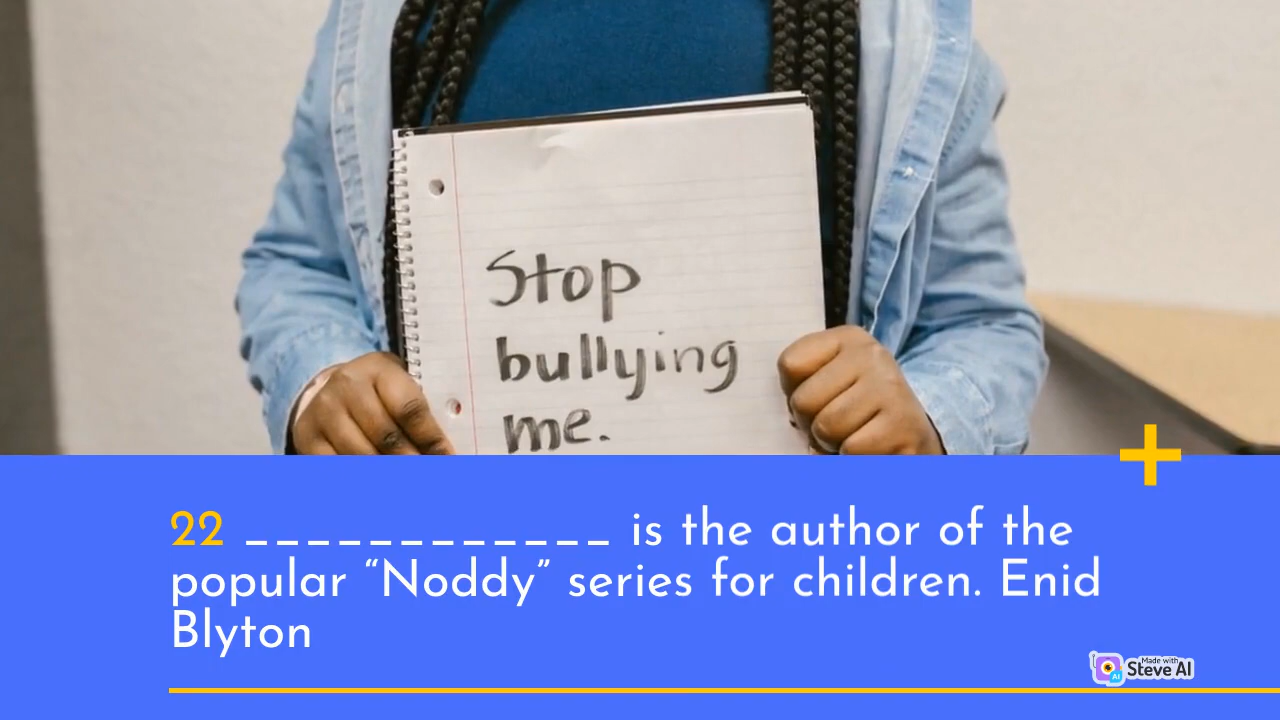 Stop
bullying
me.
22 ____________ is the author of the
popular “Noddy” series for children. Enid
Blyton
Made with
Steve AI
AI